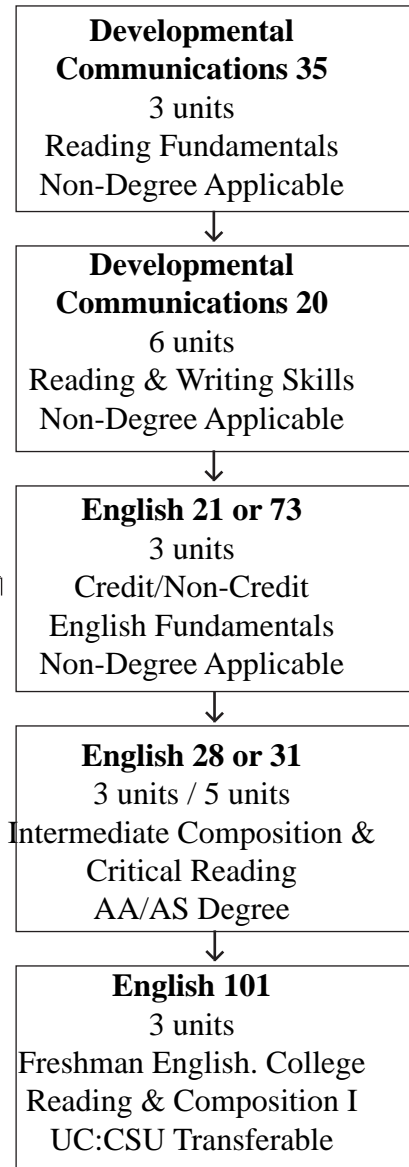 Developmental
Communications 35
3 units
Reading Fundamentals
Non-Degree Applicable
Developmental
Communications 20
6 units
Reading & Writing Skills
Non-Degree Applicable
English 21 or 73
3 units
Credit/Non-Credit
English Fundamentals
Non-Degree Applicable
English 28 or 31
3 units / 5 units
Intermediate Composition &
Critical Reading
AA/AS Degree
English 101
3 units
Freshman English. College
Reading & Composition I
UC:CSU Transferable